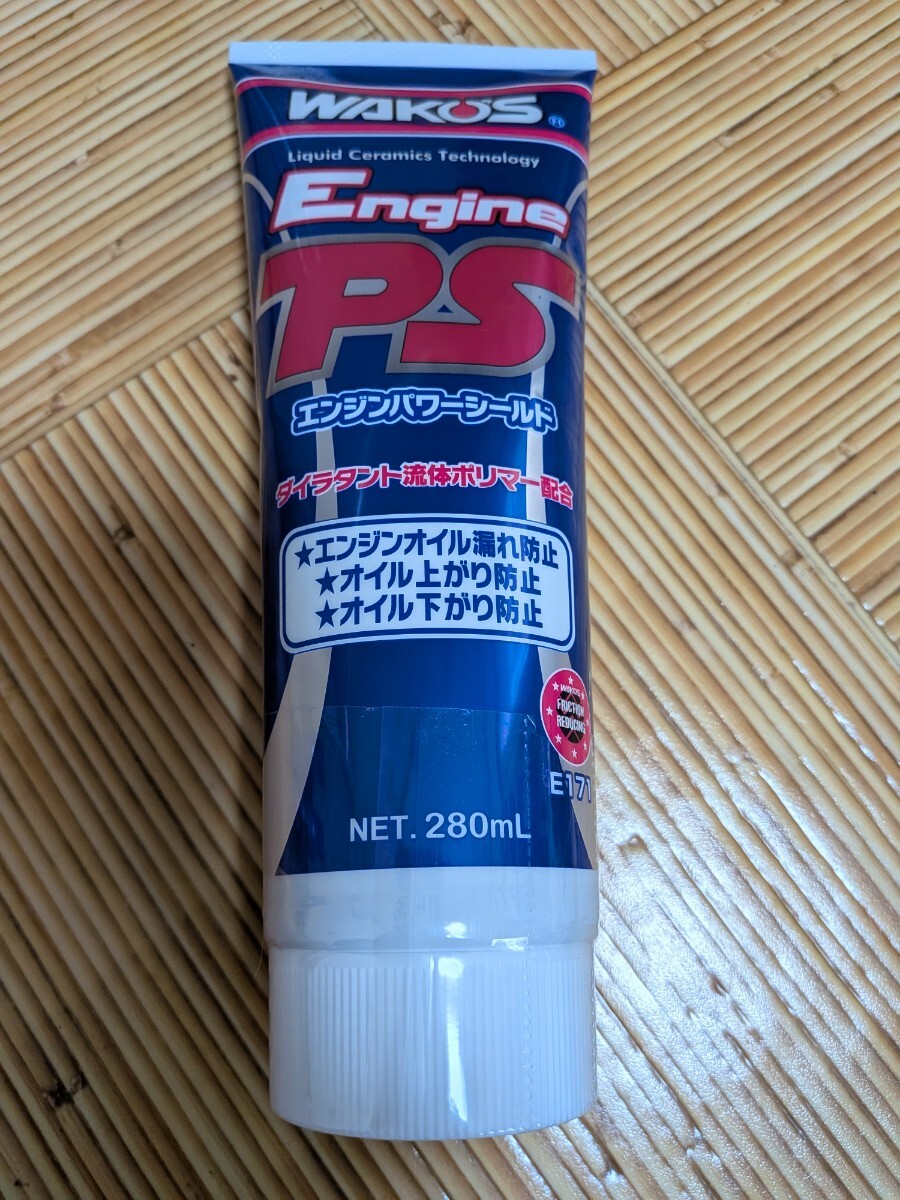 WAKO'S
Liquid Ceramics Technology
Engine
PS
エンジンパワーシールド
ダイラタント流体ポリマー配合
★エンジンオイル漏れ防止
★オイル上がり防止
★オイル下がり防止
WAKO'S
FRICTION
REDUCING
E171
NET. 280mL